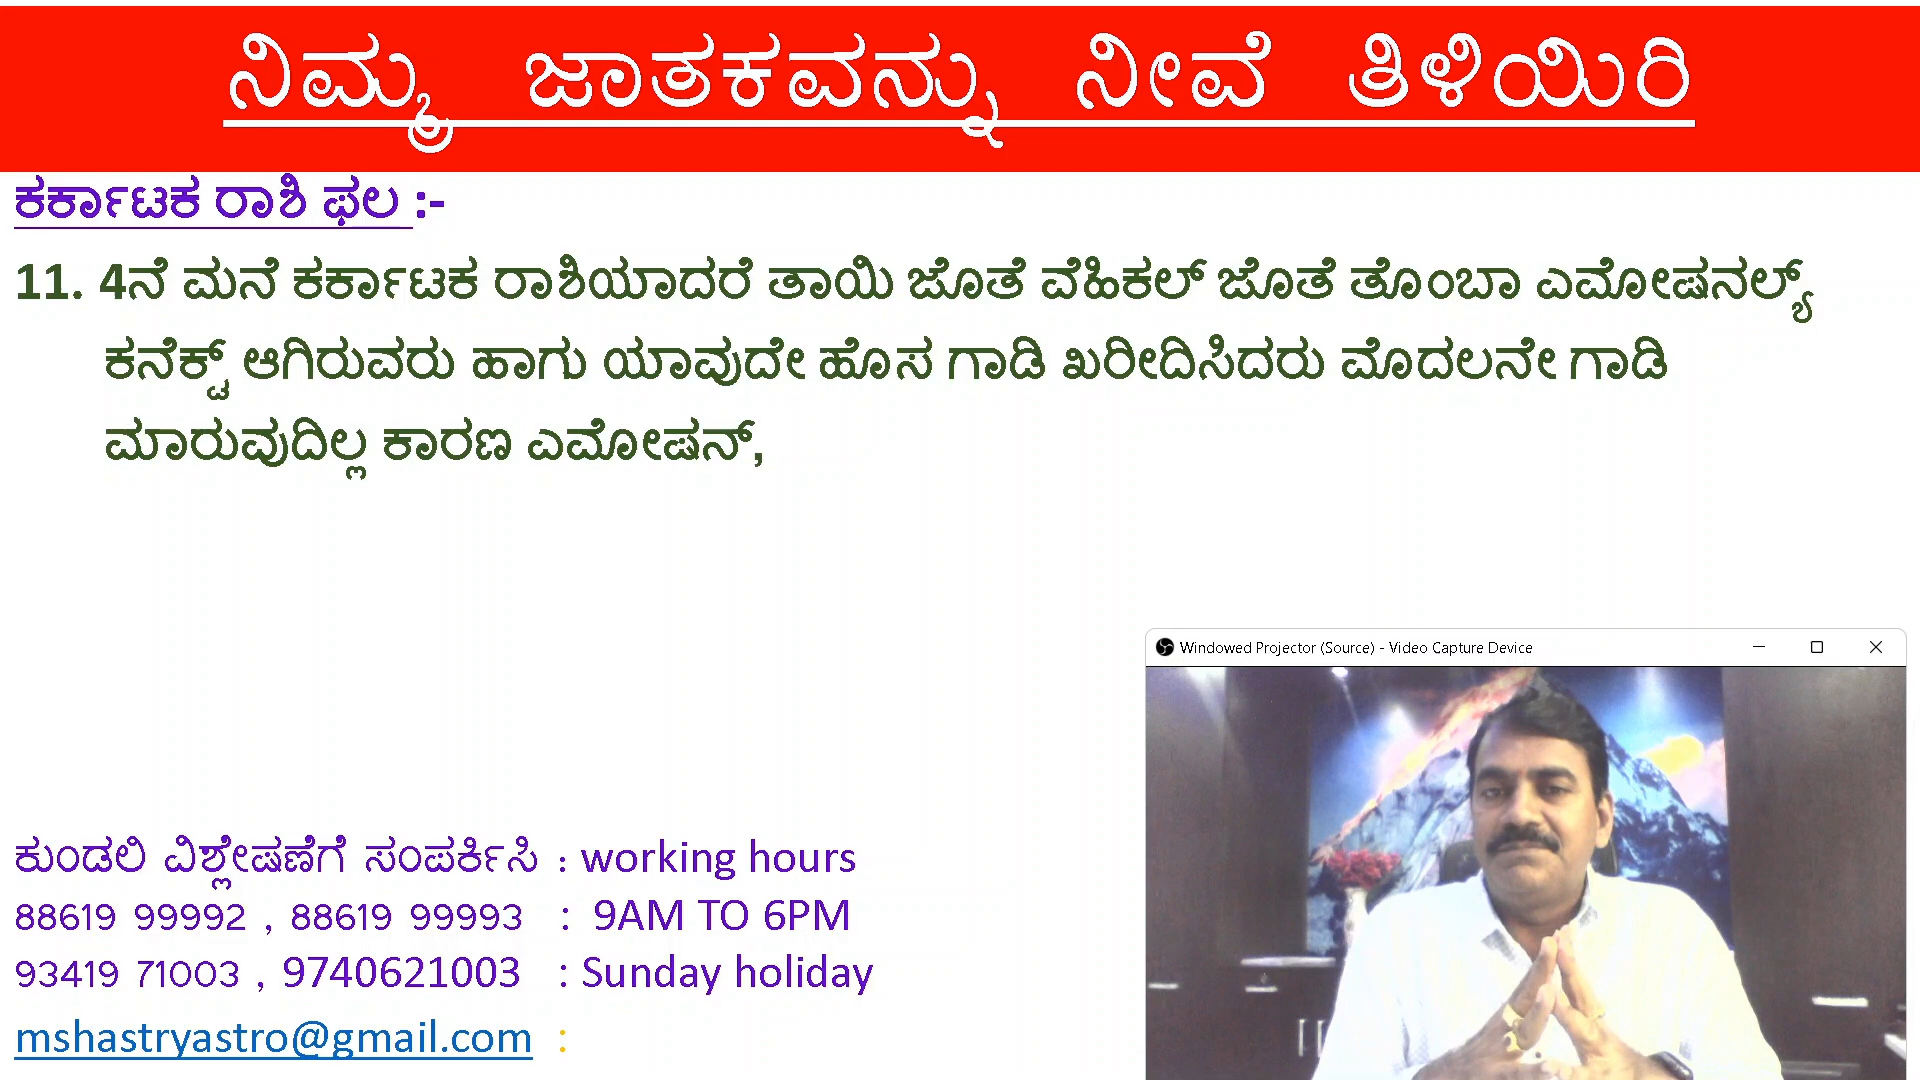 ನಿಮ್ಮ ಜಾತಕವನ್ನು ನೀವೆ ತಿಳಿಯಿರಿ
ಕರ್ಕಾಟಕ ರಾಶಿ ಫಲ :-
11. 4ನೆ ಮನೆ ಕರ್ಕಾಟಕ ರಾಶಿಯಾದರೆ ತಾಯಿ ಜೊತೆ ವೆಹಿಕಲ್ ಜೊತೆ ತೊಂಬಾ ಎಮೋಷನಲ್ಯ್
ಕನೆಕ್ಟ್ ಆಗಿರುವರು ಹಾಗು ಯಾವುದೇ ಹೊಸ ಗಾಡಿ ಖರೀದಿಸಿದರು ಮೊದಲನೇ ಗಾಡಿ
ಮಾರುವುದಿಲ್ಲ ಕಾರಣ ಎಮೋಷನ್,
Windowed Projector (Source) - Video Capture Device
ಕುಂಡಲಿ ವಿಶ್ಲೇಷಣೆಗೆ ಸಂಪರ್ಕಿಸಿ : working hours
88619 99992 , 88619 99993 : 9AM TO 6PM
93419 71003 , 9740621003 : Sunday holiday
mshastryastro@gmail.com :